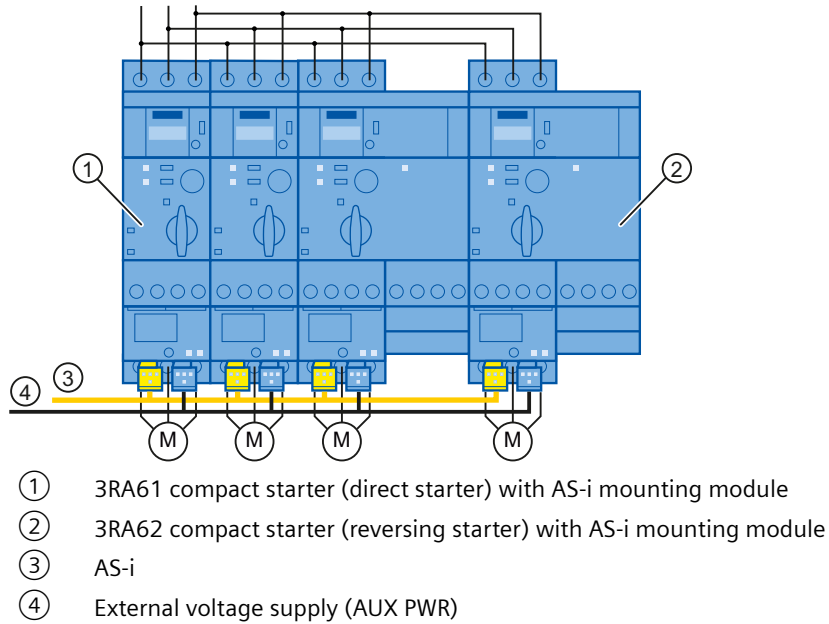 1
2
3
4
M M M M
1 3RA61 compact starter (direct starter) with AS-i mounting module
2 3RA62 compact starter (reversing starter) with AS-i mounting module
3 AS-i
4 External voltage supply (AUX PWR)